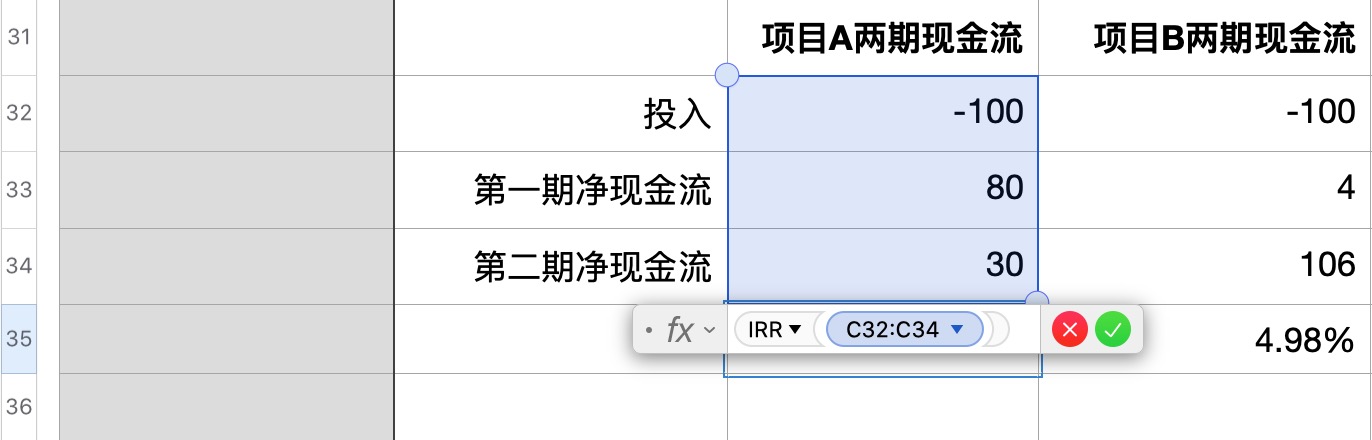 31 项目A两期现金流 项目B两期现金流
32 投入 -100 -100
33 第一期净现金流 80 4
34 第二期净现金流 30 106
35 • fx IRR ▼ C32:C34 ▼ 4.98%
36